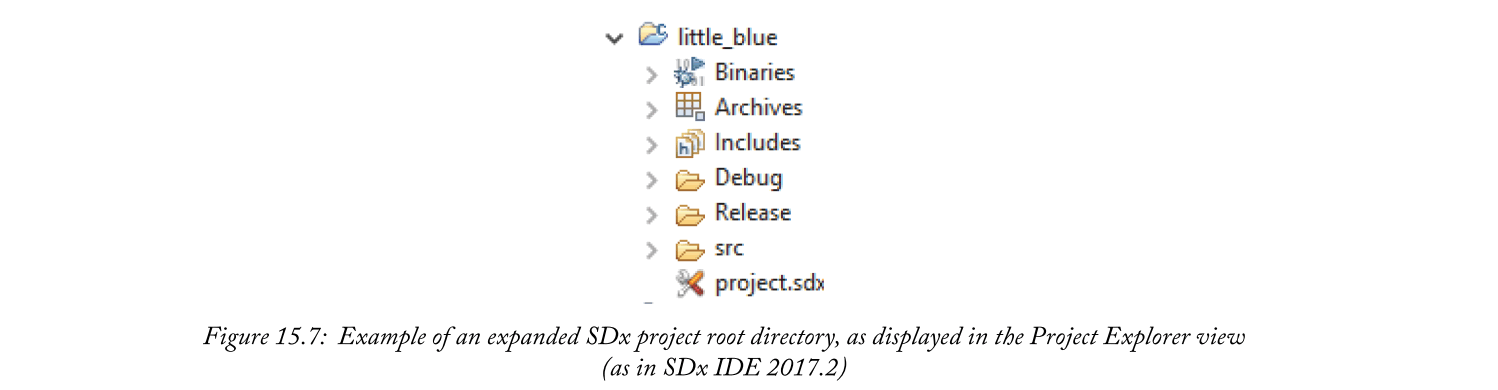 little_blue
Binaries
Archives
Includes
Debug
Release
src
project.sdx
Figure 15.7: Example of an expanded SDx project root directory, as displayed in the Project Explorer view
(as in SDx IDE 2017.2)